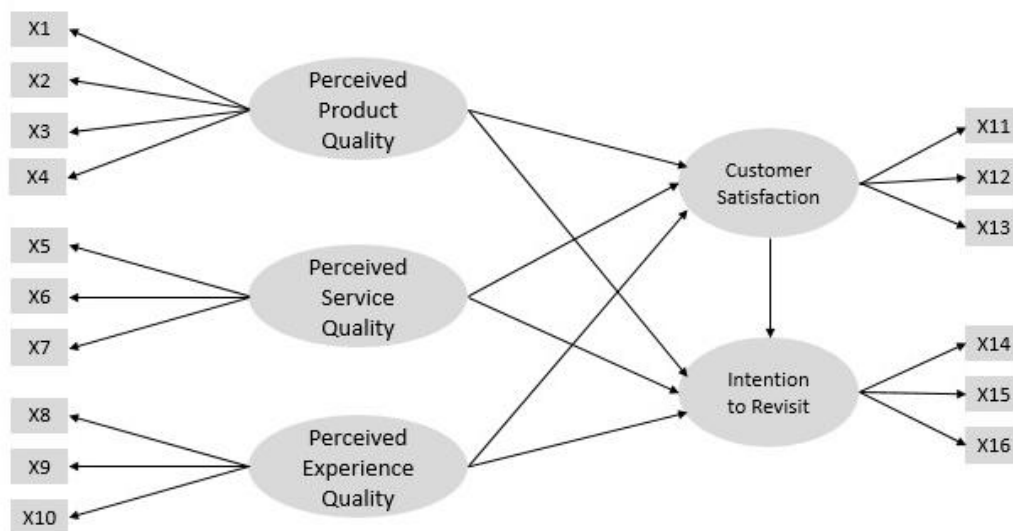 X1
X2
X3
X4
Perceived
Product
Quality
X5
X6
X7
Perceived
Service
Quality
X8
X9
X10
Perceived
Experience
Quality
Customer
Satisfaction
X11
X12
X13
Intention
to Revisit
X14
X15
X16